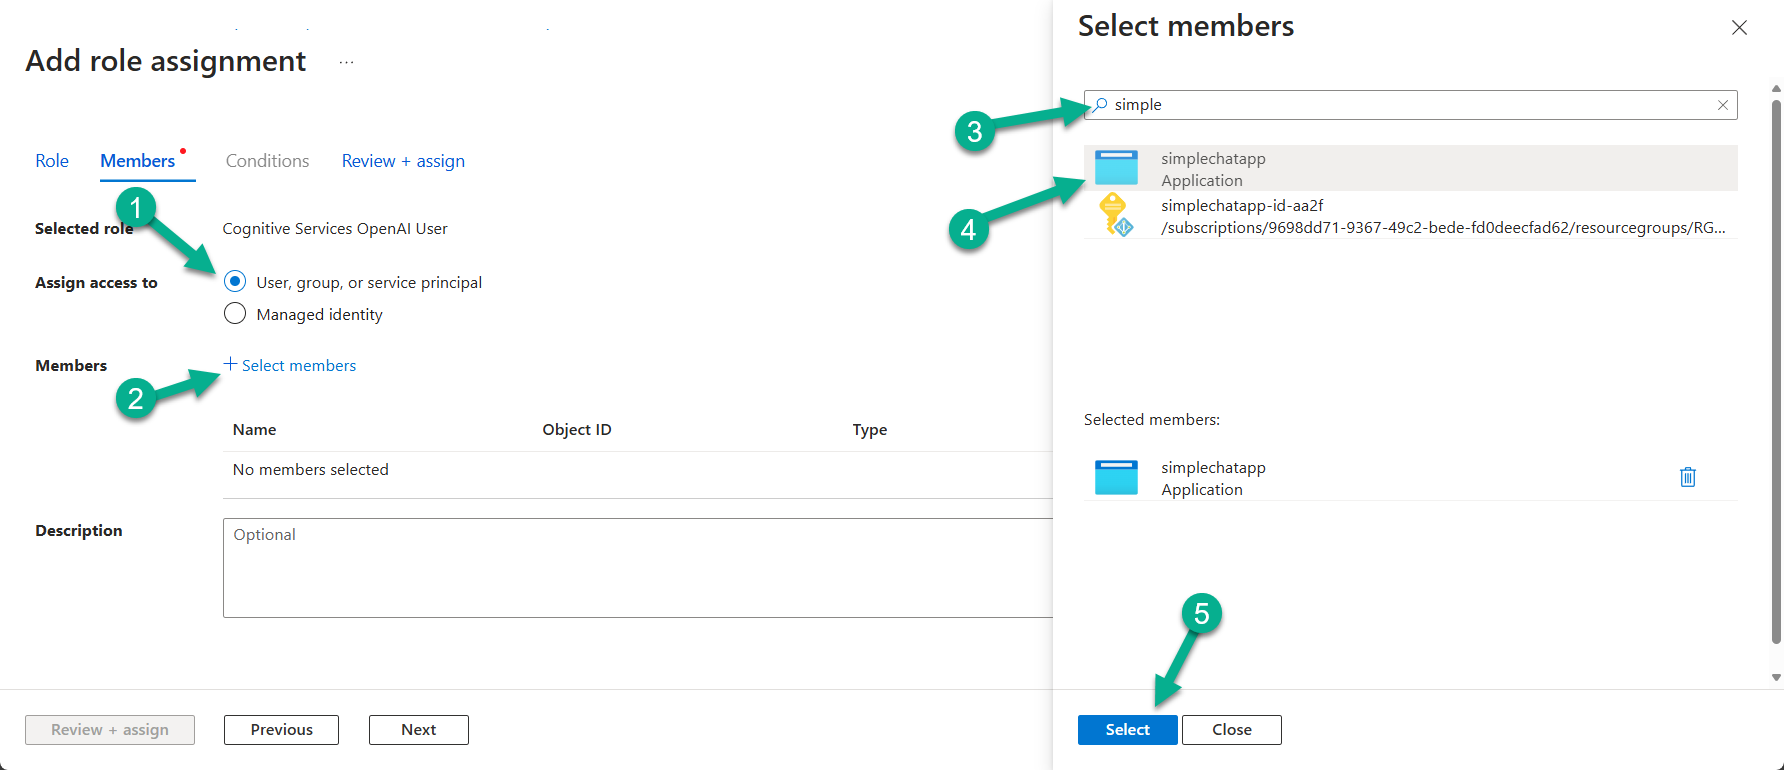 Add role assignment ...
Role Members Conditions Review + assign
1
Selected role Cognitive Services OpenAI User
Assign access to User, group, or service principal
Managed identity
Members + Select members
2
Name Object ID Type
No members selected
Description Optional
Review + assign Previous Next
Select members
3 simple
simplechatapp
Application
4
simplechatapp-id-aa2f
/subscriptions/9698dd71-9367-49c2-bede-fd0deecfad62/resourcegroups/RG...
Selected members:
simplechatapp
Application
5
Select Close